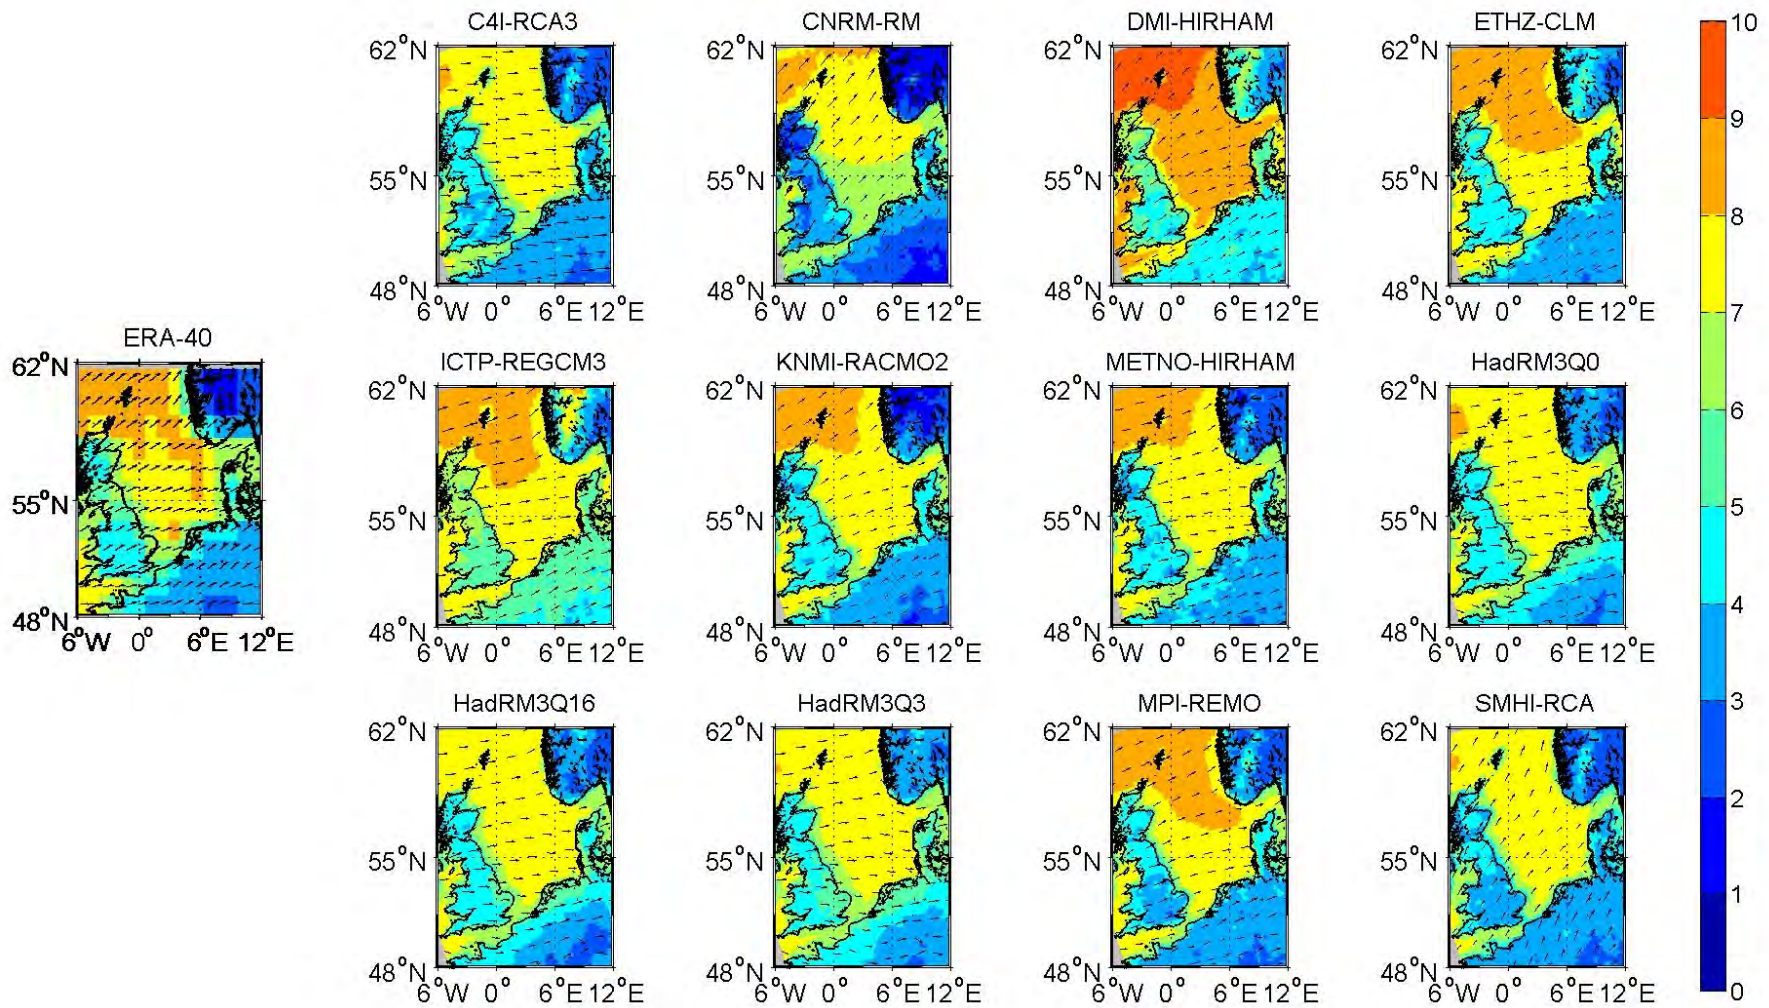 C4I-RCA3 CNRM-RM DMI-HIRHAM ETHZ-CLM
62°N 62°N 62°N 62°N 10
9
55°N 55°N 55°N 55°N
8
48°N 48°N 48°N 48°N
6°W 0° 6°E 12°E 6°W 0° 6°E 12°E 6°W 0° 6°E 12°E 6°W 0° 6°E 12°E 7
ERA-40
62°N
55°N
48°N
6°W 0° 6°E 12°E
ICTP-REGCM3 KNMI-RACMO2 METNO-HIRHAM HadRM3Q0
62°N 62°N 62°N 62°N
6
55°N 55°N 55°N 55°N 5
4
48°N 48°N 48°N 48°N
6°W 0° 6°E 12°E 6°W 0° 6°E 12°E 6°W 0° 6°E 12°E 6°W 0° 6°E 12°E
HadRM3Q16 HadRM3Q3 MPI-REMO SMHI-RCA
3
62°N 62°N 62°N 62°N
2
55°N 55°N 55°N 55°N
1
48°N 48°N 48°N 48°N
6°W 0° 6°E 12°E 6°W 0° 6°E 12°E 6°W 0° 6°E 12°E 6°W 0° 6°E 12°E 0